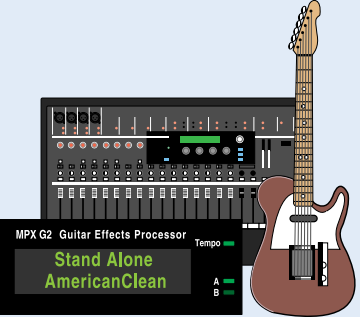 MPX G2 Guitar Effects Processor
Tempo
Stand Alone
AmericanClean
A
B